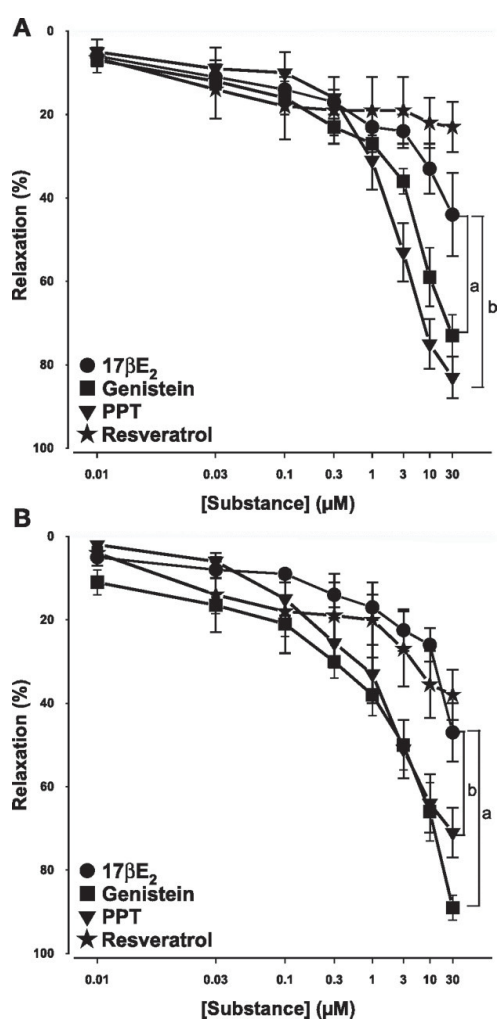 A
0
20
40
60
80
100
Relaxation (%)
a
b
17βE₂
Genistein
PPT
Resveratrol
0.01 0.03 0.1 0.3 1 3 10 30
[Substance] (µM)
B
0
20
40
60
80
100
Relaxation (%)
b
a
17βE₂
Genistein
PPT
Resveratrol
0.01 0.03 0.1 0.3 1 3 10 30
[Substance] (µM)